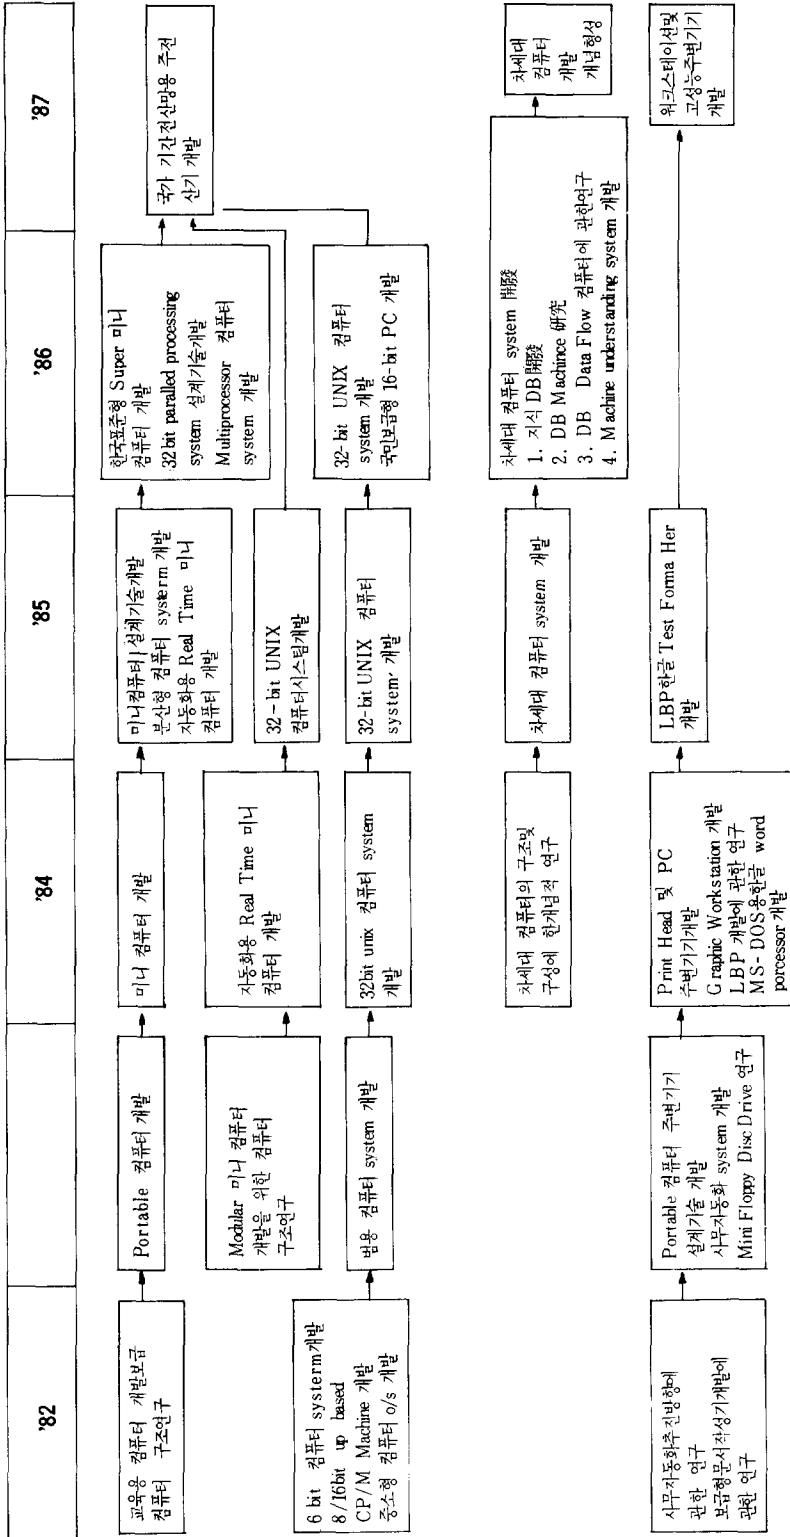 '82
'84
'85
'86
'87
교육용 컴퓨터 개발보급
컴퓨터 구조연구
Portable 컴퓨터 개발
미니 컴퓨터 개발
미니컴퓨터 설계기술개발
분산형 컴퓨터 systerm 개발
자동화용 Real Time 미니
컴퓨터 개발
한국표준형 Super 미니
컴퓨터 개발
32 bit paralled processing
system 설계기술개발
Multiprocessor 컴퓨터
system 개발
국가 기간전산망용 주전
산기 개발
Modular 미니 컴퓨터
개발을 위한 컴퓨터
구조연구
자동화용 Real Time 미니
컴퓨터 개발
32-bit UNIX
컴퓨터시스팀개발
6 bit 컴퓨터 systerm개발
8/16bit up based
CP/M Machine 개발
중소형 컴퓨터 o/s 개발
범용 컴퓨터 system 개발
32bit unix 컴퓨터 system
개발
32-bit UNIX 컴퓨터
system 개발
32-bit UNIX 컴퓨터
system 개발
국민보급형 16-bit PC 개발
차세대 컴퓨터의 구조및
구성에 한개념적 연구
차세대 컴퓨터 system 개발
차세대 컴퓨터 system 開發
1. 지식 DB開發
2. DB Machince 研究
3. DB Data Flow 컴퓨터에 관한연구
4. Machine understanding system 개발
차세대
컴퓨터
개발
개념형성
사무자동화추진방향에
관한 연구
보급형문서작성기개발에
관한 연구
Portable 컴퓨터 주변기기
설계기술 개발
사무자동화 system 개발
Mini Floppy Disc Drive 연구
Print Head 및 PC
주변기기개발
Graphic Workstation 개발
LBP 개발에 관한 연구
MS-DOS용한글 word
porcessor 개발
LBP한글 Test Forma Her
개발
워크스테이션및
고성능주변기기
개발